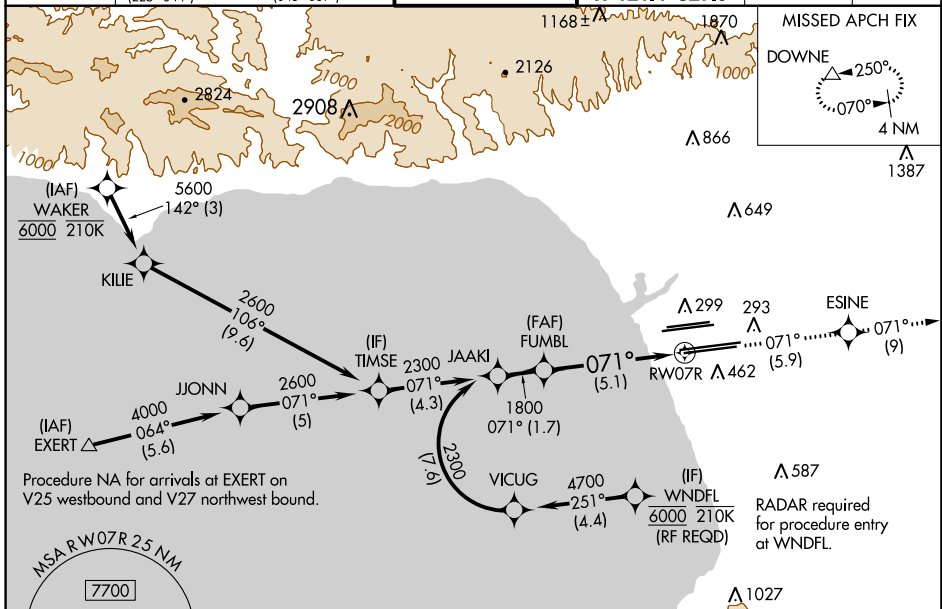 1168 ±
1870
MISSED APCH FIX
DOWNE
250°
070°
4 NM
1000
2126
1000
2824
2908
2000
866
1000
1387
(IAF)
WAKER
6000 210K
5600
142° (3)
649
KILIE
2600
106°
(9.6)
299
293
ESINE
(IF)
TIMSE
2300
071°
(4.3)
JAAKI
(FAF)
FUMBL
071°
(5.1)
RW07R
462
071°
(5.9)
071°
(9)
JJONN
2600
071°
(5)
4000
064°
(5.6)
(IAF)
EXERT
1800
071° (1.7)
2300
(7.6)
Procedure NA for arrivals at EXERT on
V25 westbound and V27 northwest bound.
VICUG
4700
251°
(4.4)
(IF)
WNDFL
6000 210K
(RF REQD)
587
RADAR required
for procedure entry
at WNDFL.
MSA RW07R 25 NM
7700
1027